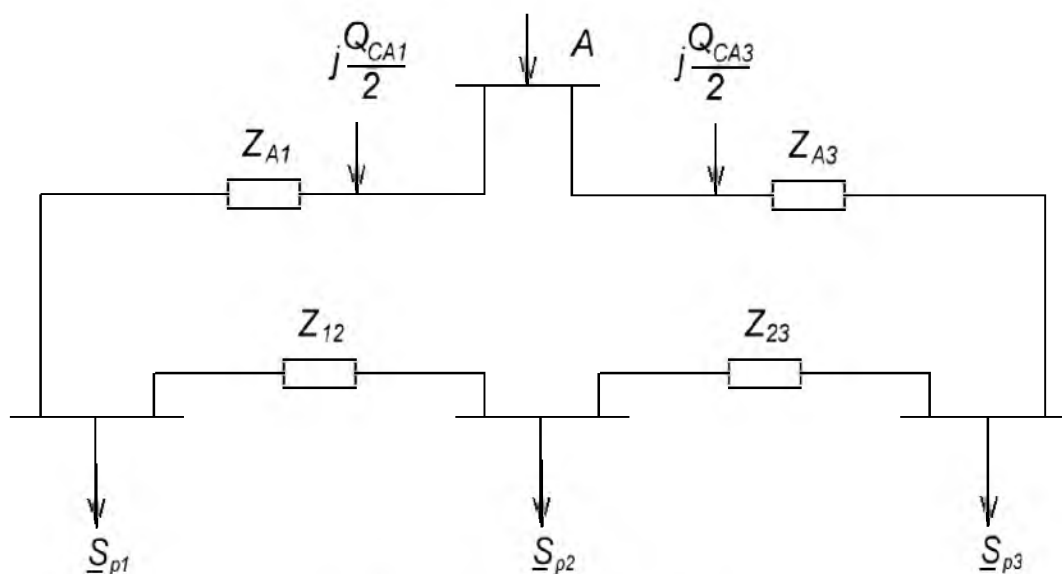 j Q_CA1/2
A
j Q_CA3/2
Z_A1
Z_A3
Z_12
Z_23
S_p1
S_p2
S_p3